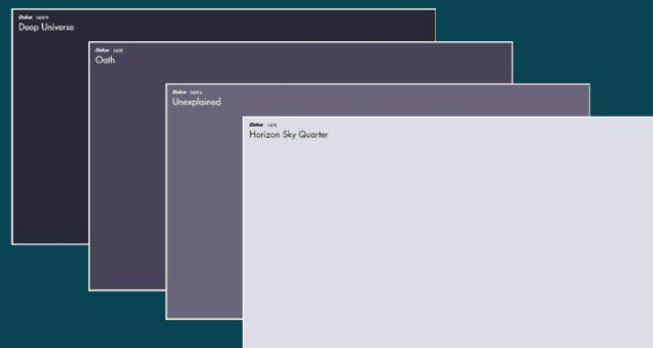 Dulux
Deep Universe
Dulux
Oath
Dulux
Unexplained
Dulux
Horizon Sky Quarter